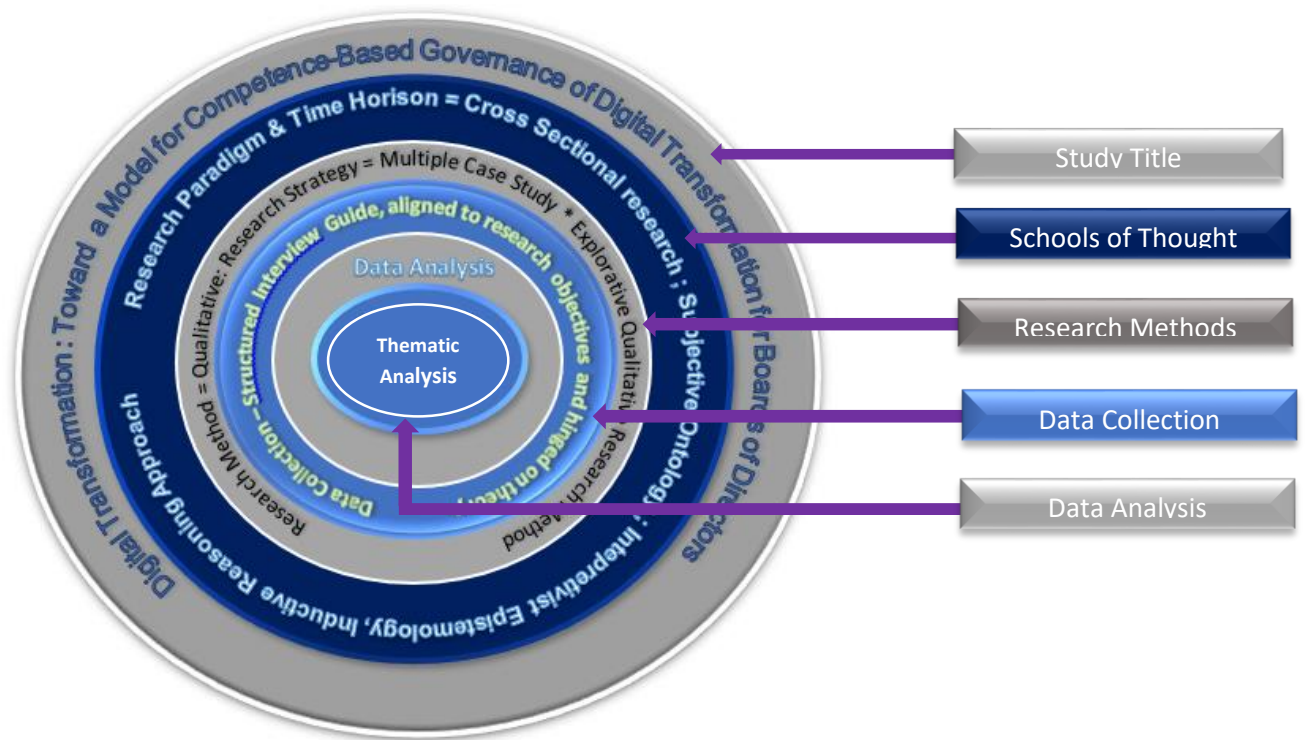 Digital Transformation : Toward a Model for Competence-Based Governance of Digital Transformation for Boards of Directors
Research Paradigm & Time Horison = Cross Sectional research ; Subjective Ontology, ; Intepretivist Epistemology, Inductive Reasoning Approach
Research Method = Qualitative: Research Strategy = Multiple Case Study * Explorative Qualitative Research Method
Data Collection – Structured Interview Guide, aligned to research objectives and hinged on theory
Data Analysis
Thematic
Analysis
Study Title
Schools of Thought
Research Methods
Data Collection
Data Analysis